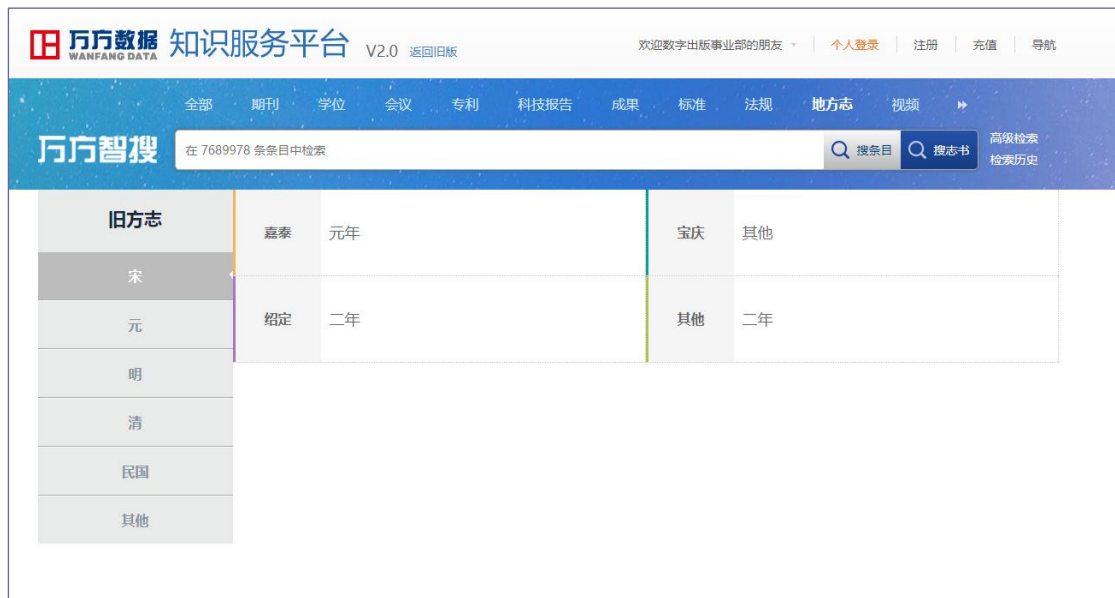 万方数据 WANFANG DATA 知识服务平台 V2.0 返回旧版 欢迎数字出版事业部的朋友 个人登录 注册 充值 导航
全部 期刊 学位 会议 专利 科技报告 成果 标准 法规 地方志 视频
万方智搜 在 7689978 条条目中检索 搜条目 搜志书 高级检索
检索历史
旧方志
嘉泰 元年 宝庆 其他
宋
元
绍定 二年 其他 二年
明
清
民国
其他